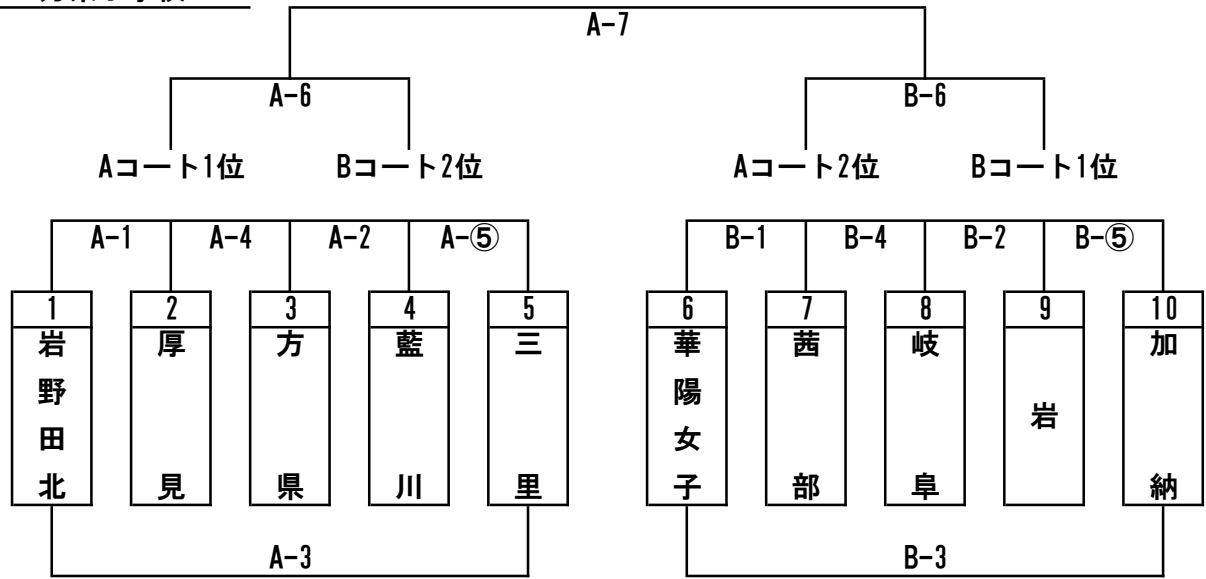 A-7
A-6
B-6
Aコート1位
Bコート2位
Aコート2位
Bコート1位
A-1
A-4
A-2
A-⑤
B-1
B-4
B-2
B-⑤
1
2
3
4
5
6
7
8
9
10
岩野田北
厚見
方県
藍川
三里
華陽女子
茜部
岐阜
岩
加納
A-3
B-3